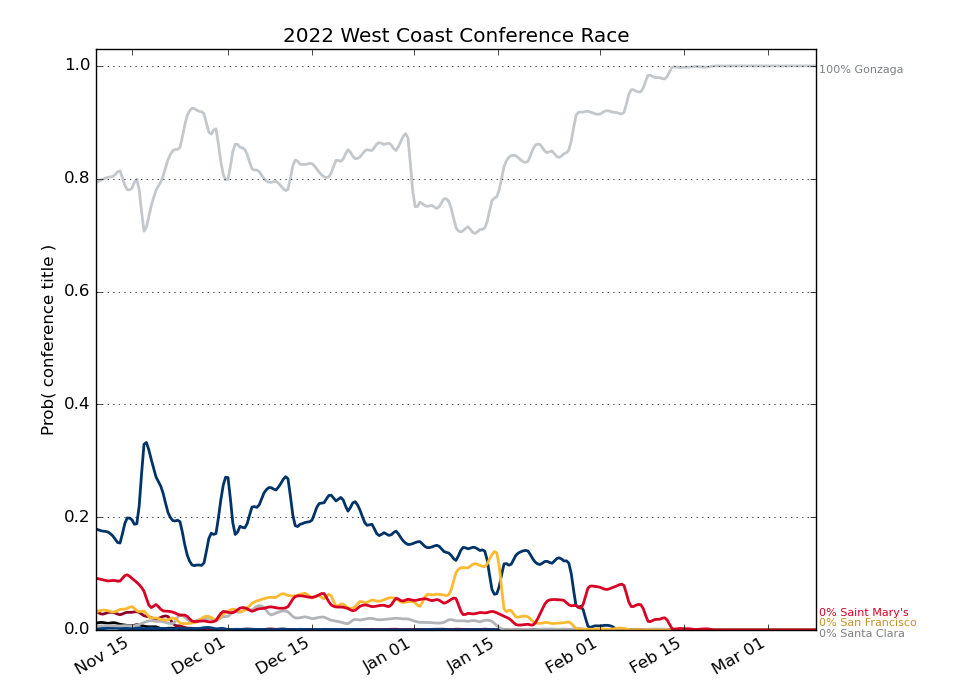 2022 West Coast Conference Race
1.0
0.8
0.6
0.4
0.2
0.0
Prob( conference title )
100% Gonzaga
0% Saint Mary's
0% San Francisco
0% Santa Clara
Nov 15
Dec 01
Dec 15
Jan 01
Jan 15
Feb 01
Feb 15
Mar 01